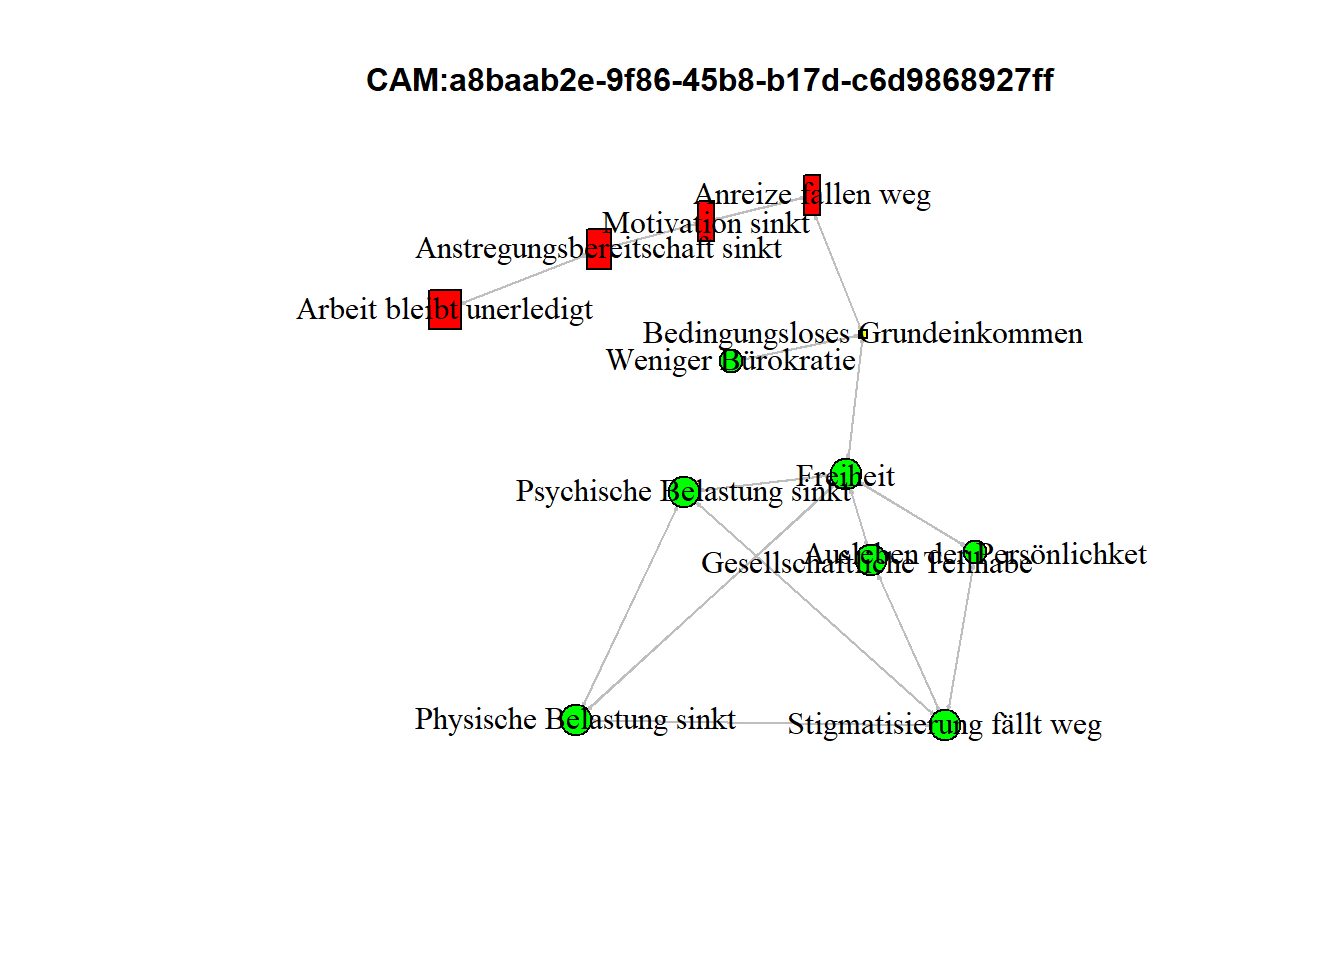 CAM:a8baab2e-9f86-45b8-b17d-c6d9868927ff
Anreize fallen weg
Motivation sinkt
Anstregungsbereitschaft sinkt
Arbeit bleibt unerledigt
Bedingungsloses Grundeinkommen
Weniger Bürokratie
Freiheit
Psychische Belastung sinkt
Ausleben der Persönlichket
Gesellschaftliche Teilhabe
Physische Belastung sinkt
Stigmatisierung fällt weg